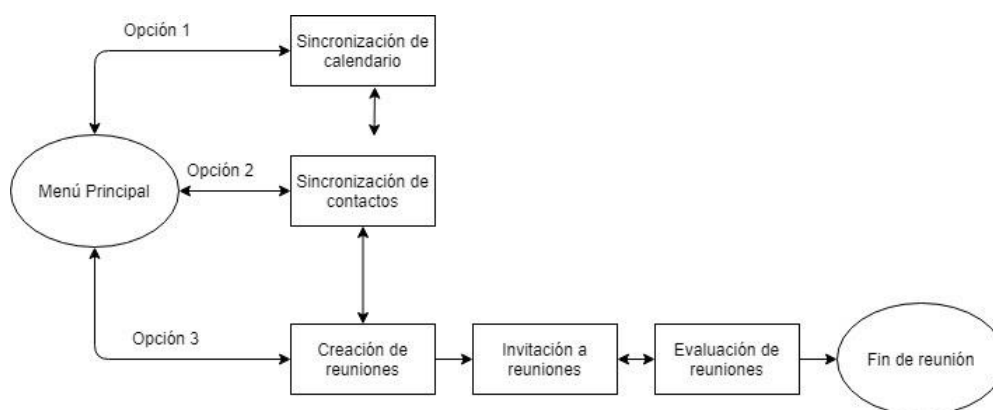 Opción 1
Sincronización de
calendario
Menú Principal
Opción 2
Sincronización de
contactos
Opción 3
Creación de
reuniones
Invitación a
reuniones
Evaluación de
reuniones
Fin de reunión